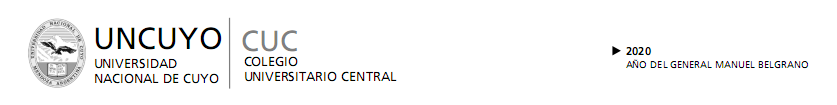 UNCUYO
UNIVERSIDAD
NACIONAL DE CUYO
CUC
COLEGIO
UNIVERSITARIO CENTRAL
2020
AÑO DEL GENERAL MANUEL BELGRANO